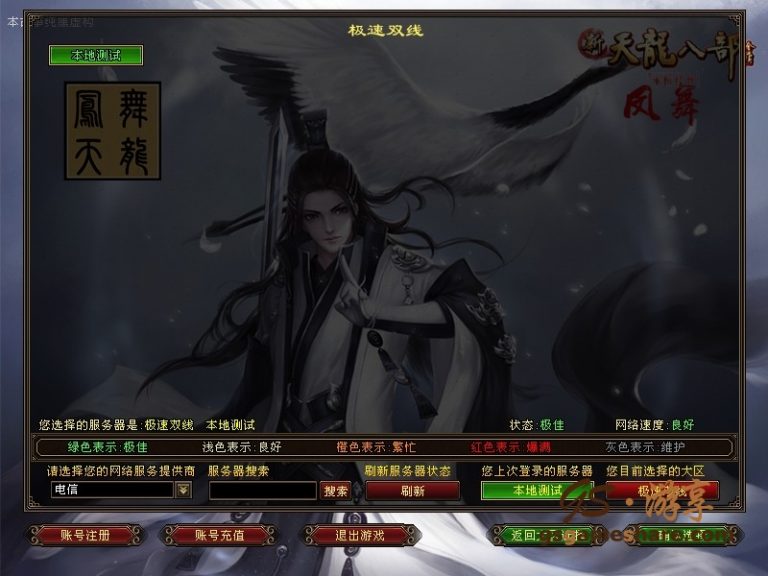 极速双线
本地测试
新天龍八部
凤舞
鳳舞
天龍
您选择的服务器是:极速双线 本地测试 状态:极佳 网络速度:良好
绿色表示:极佳 浅色表示:良好 橙色表示:繁忙 红色表示:爆满 灰色表示:维护
请选择您的网络服务提供商 服务器搜索 刷新服务器状态 您上次登录的服务器 您目前选择的大区
电信 搜索 刷新 本地测试 极速双线
游享
账号注册 账号充值 退出游戏